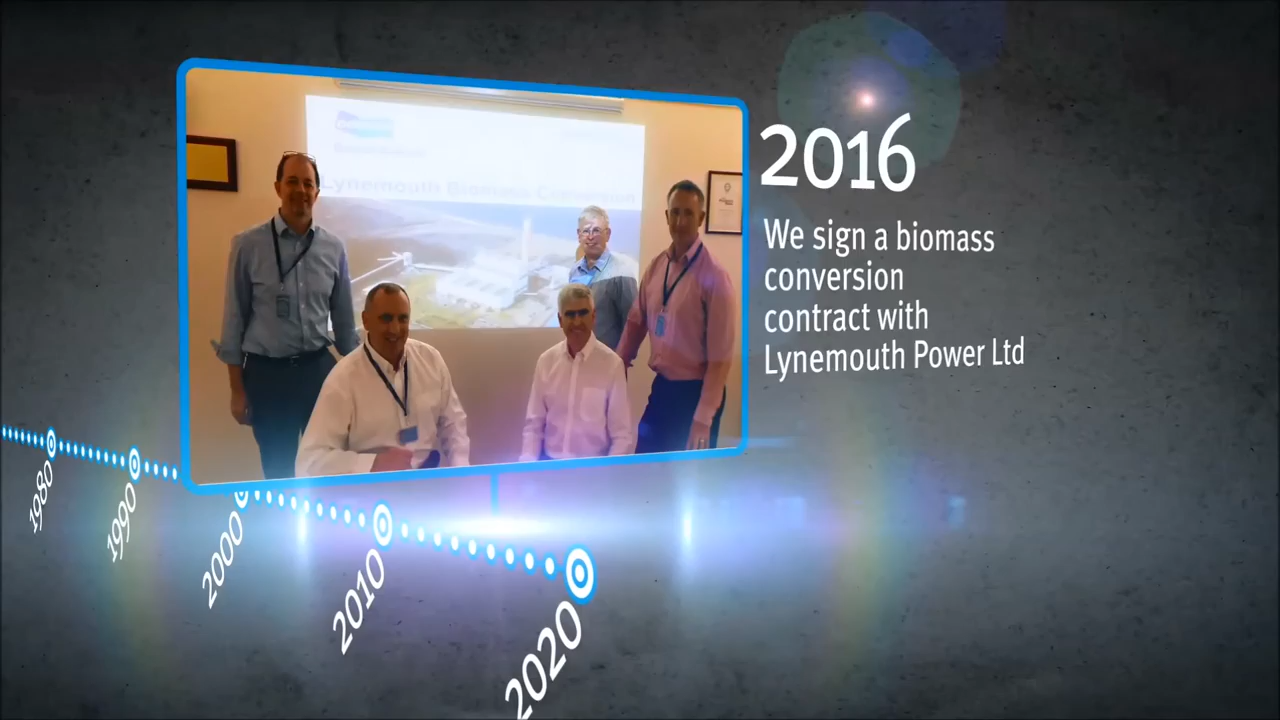 Lynemouth Biomass Conversion
2016
We sign a biomass
conversion
contract with
Lynemouth Power Ltd
1980
1990
2000
2010
2020